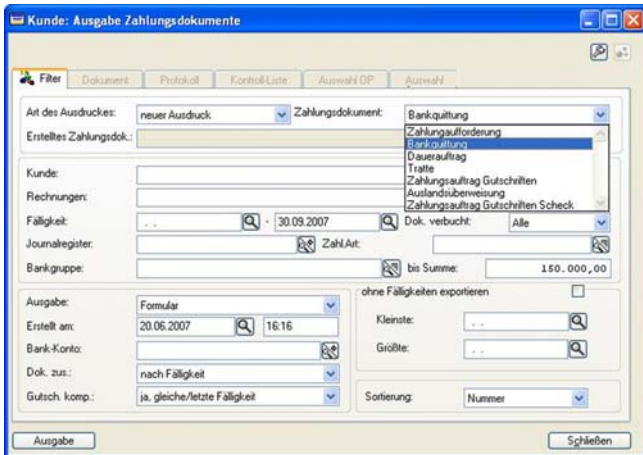 Kunde: Ausgabe Zahlungsdokumente
Filter Dokument Protokoll Kontroll-Liste Auswahl OP Auswahl
Art des Ausdruckes: neuer Ausdruck Zahlungsdokument: Bankquittung
Erstelltes Zahlungsdok.:
Zahlungaufforderung
Bankquittung
Dauerauftrag
Tratte
Zahlungsauftrag Gutschriften
Auslandsüberweisung
Zahlungsauftrag Gutschriften Scheck
Kunde:
Rechnungen:
Fälligkeit: . . - 30.09.2007 Dok. verbucht: Alle
Journalregister: Zahl.Art:
Bankgruppe: bis Summe: 150.000,00
Ausgabe: Formular
Erstellt am: 20.06.2007 16:16
Bank-Konto:
Dok. zus.: nach Fälligkeit
Gutsch. komp.: ja, gleiche/letzte Fälligkeit
ohne Fälligkeiten exportieren
Kleinste: . .
Größte: . .
Sortierung: Nummer
Ausgabe Schließen